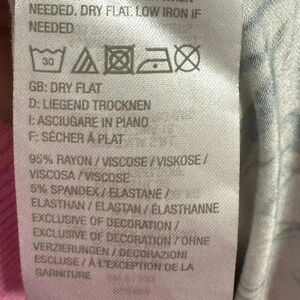 NEEDED, DRY FLAT. LOW IRON IF
NEEDED
30
GB: DRY FLAT
D: LIEGEND TROCKNEN
I: ASCIUGARE IN PIANO
F: SÉCHER À PLAT
95% RAYON / VISCOSE / VISKOSE /
VISCOSA / VISCOSE
5% SPANDEX / ELASTANE /
ELASTHAN / ELASTAN / ÉLASTHANNE
EXCLUSIVE OF DECORATION /
EXCLUSIVE OF DECORATION / OHNE
VERZIERUNGEN / DECORAZIONI
ESCLUSE / À L'EXCEPTION DE LA
GARNITURE